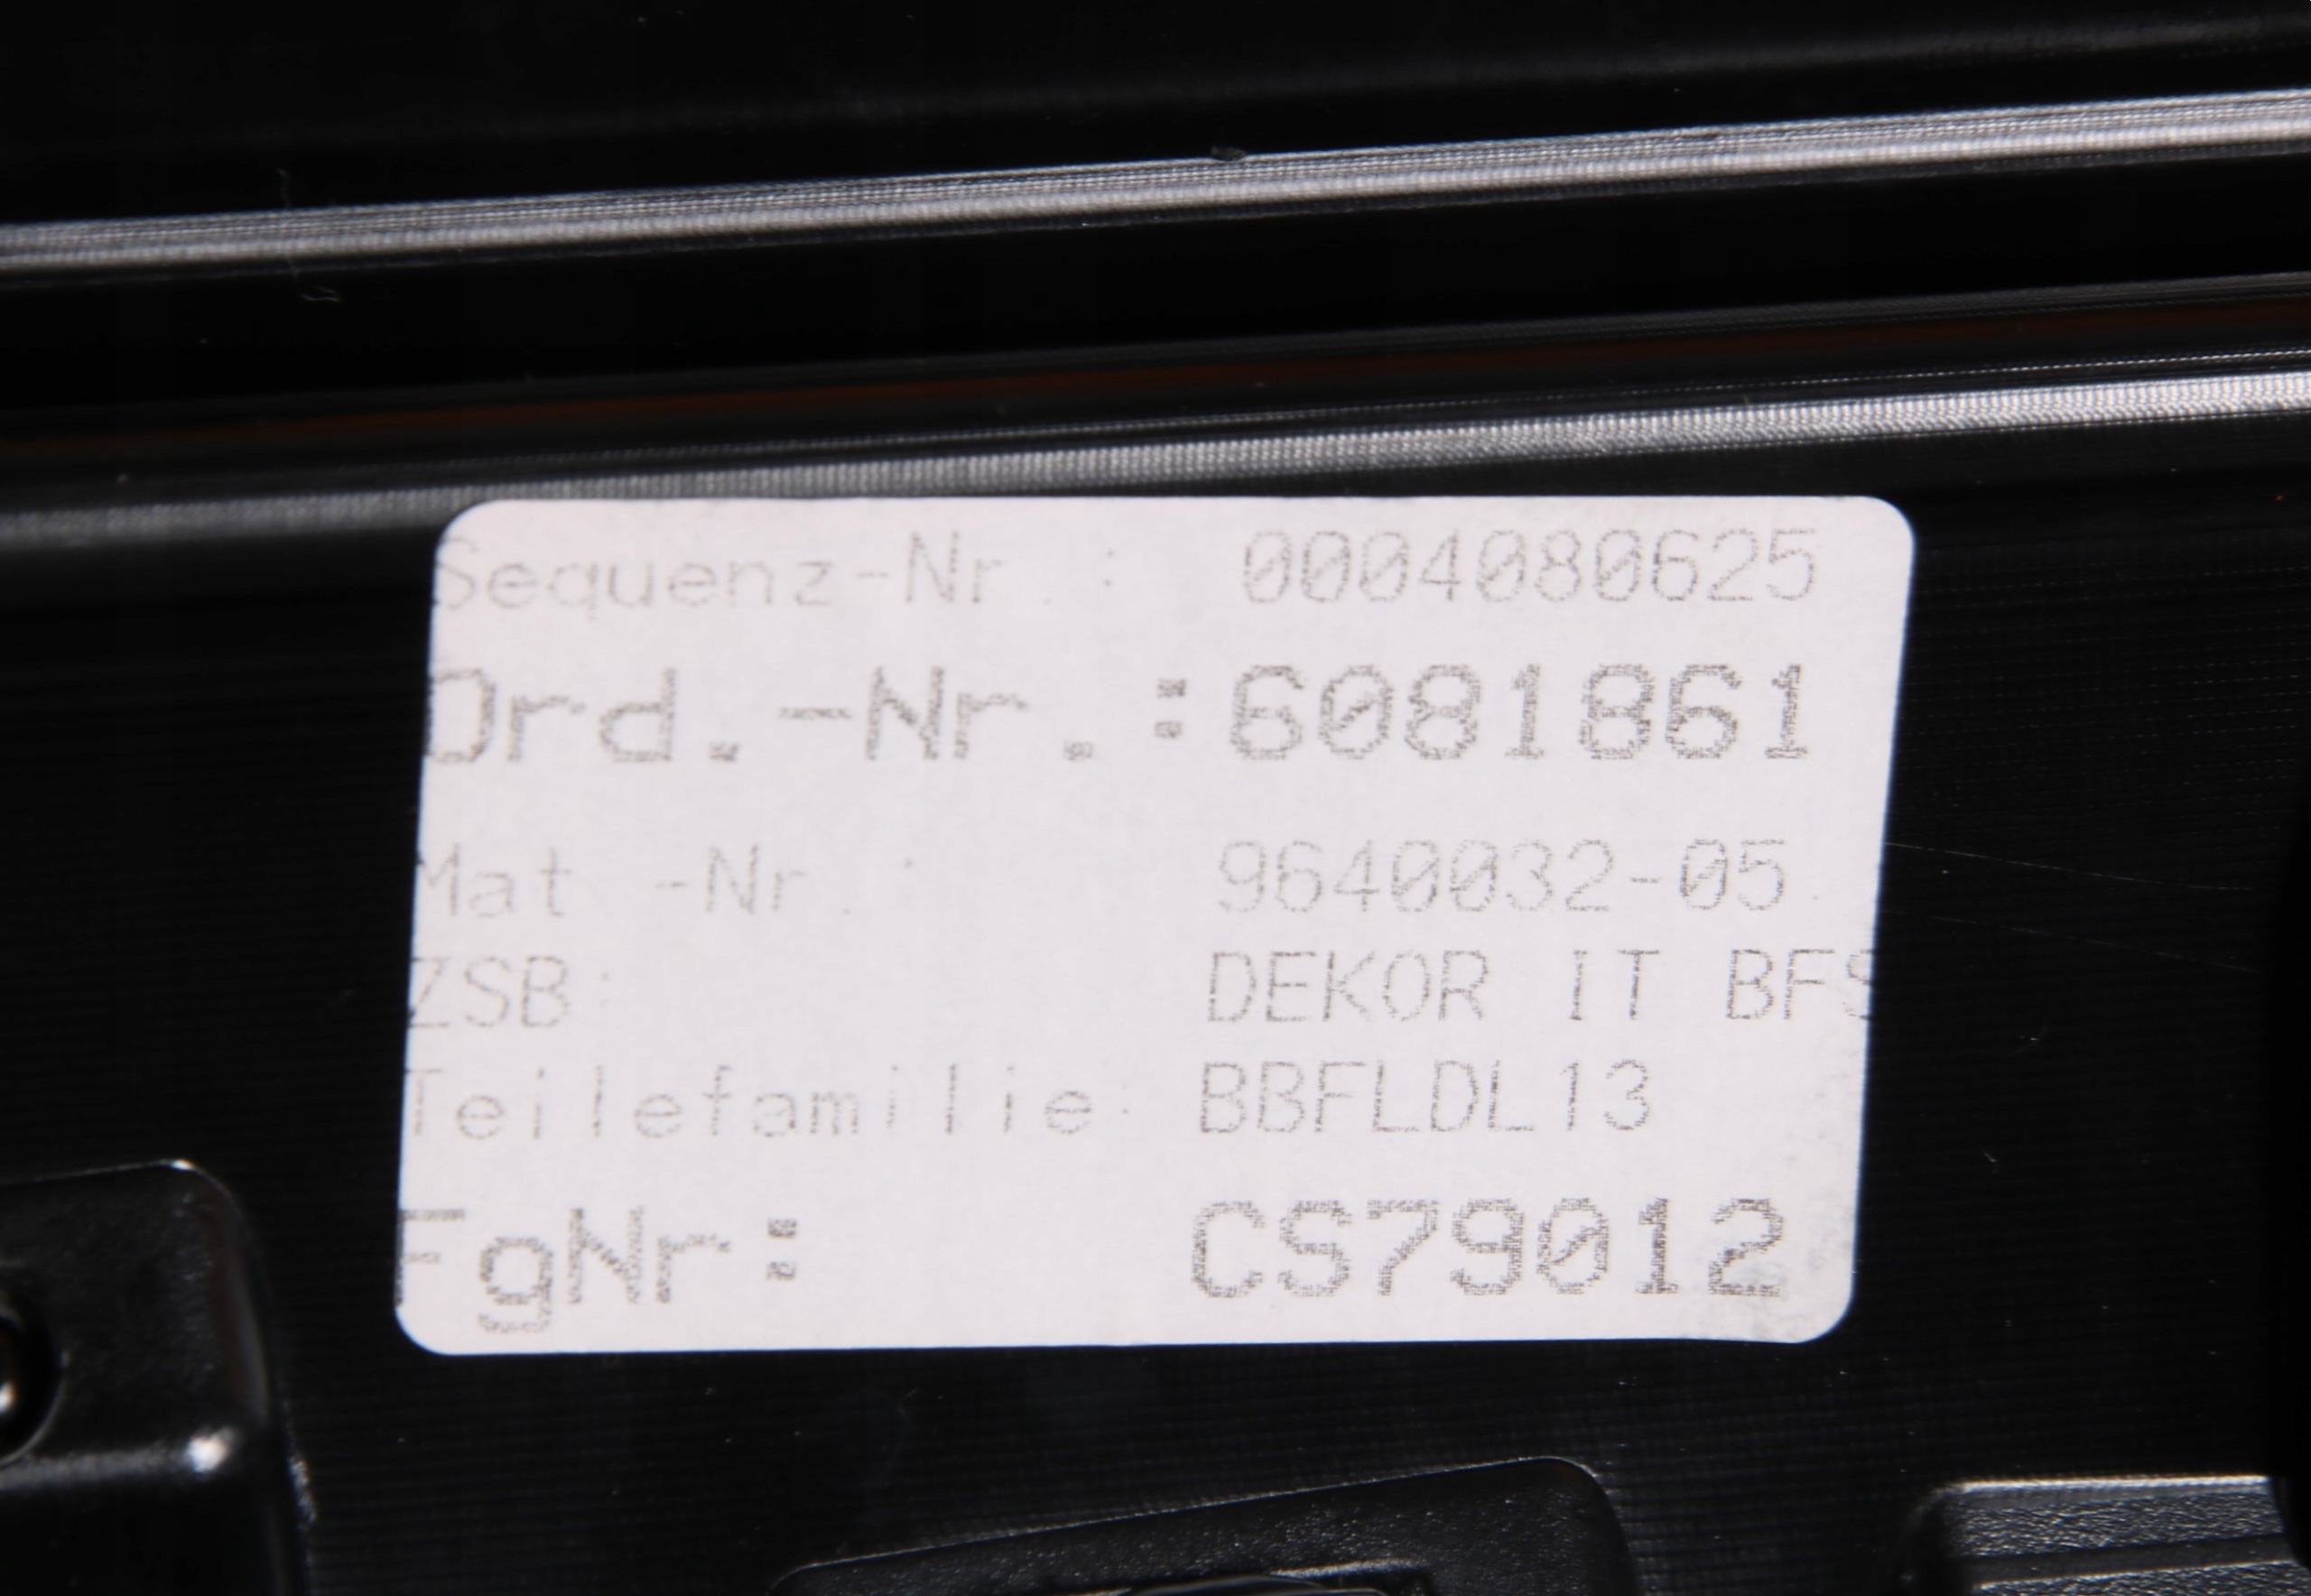 Sequenz-Nr. : 0004080625
Ord.-Nr.:6081861
Mat -Nr. : 9640032-05
ZSB: DEKOR IT BFS
Teilefamilie: BBFLDL13
FgNr: CS79012